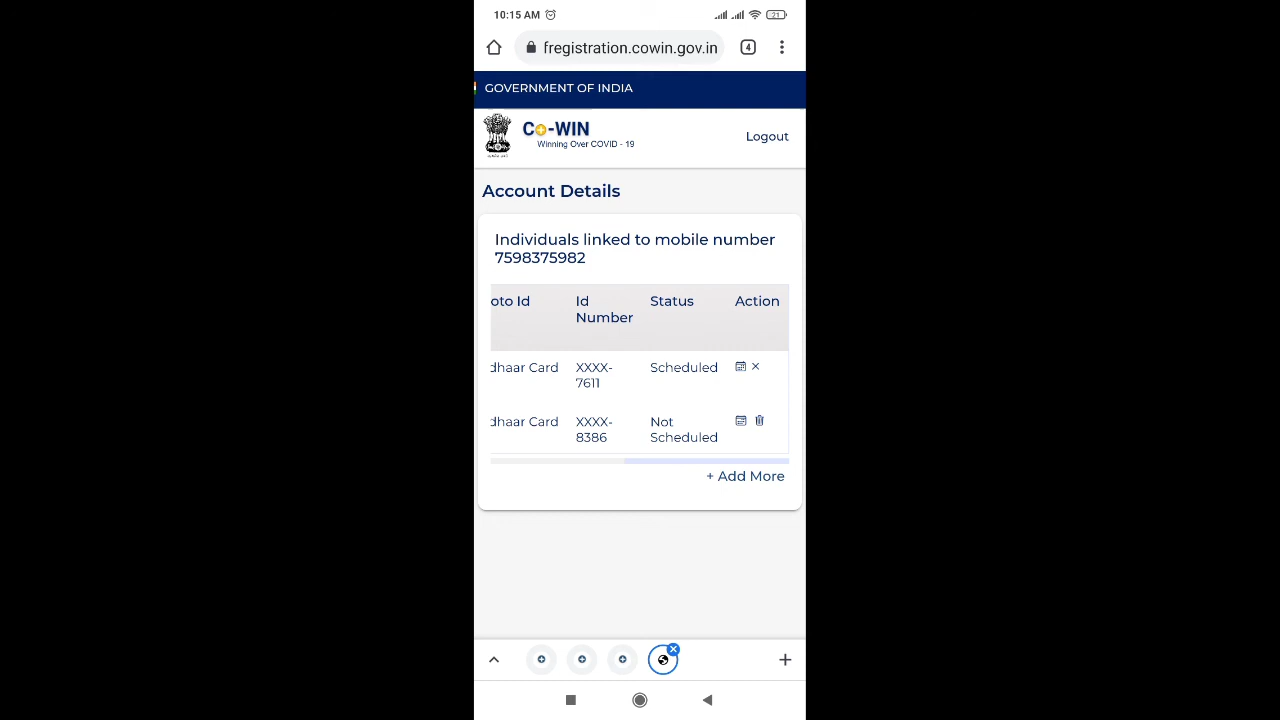 10:15 AM
21
fregistration.cowin.gov.in
4
GOVERNMENT OF INDIA
Co-WIN
Winning Over COVID - 19
Logout
Account Details
Individuals linked to mobile number
7598375982
oto Id
Id
Number
Status
Action
dhaar Card
XXXX-
7611
Scheduled
dhaar Card
XXXX-
8386
Not
Scheduled
+ Add More